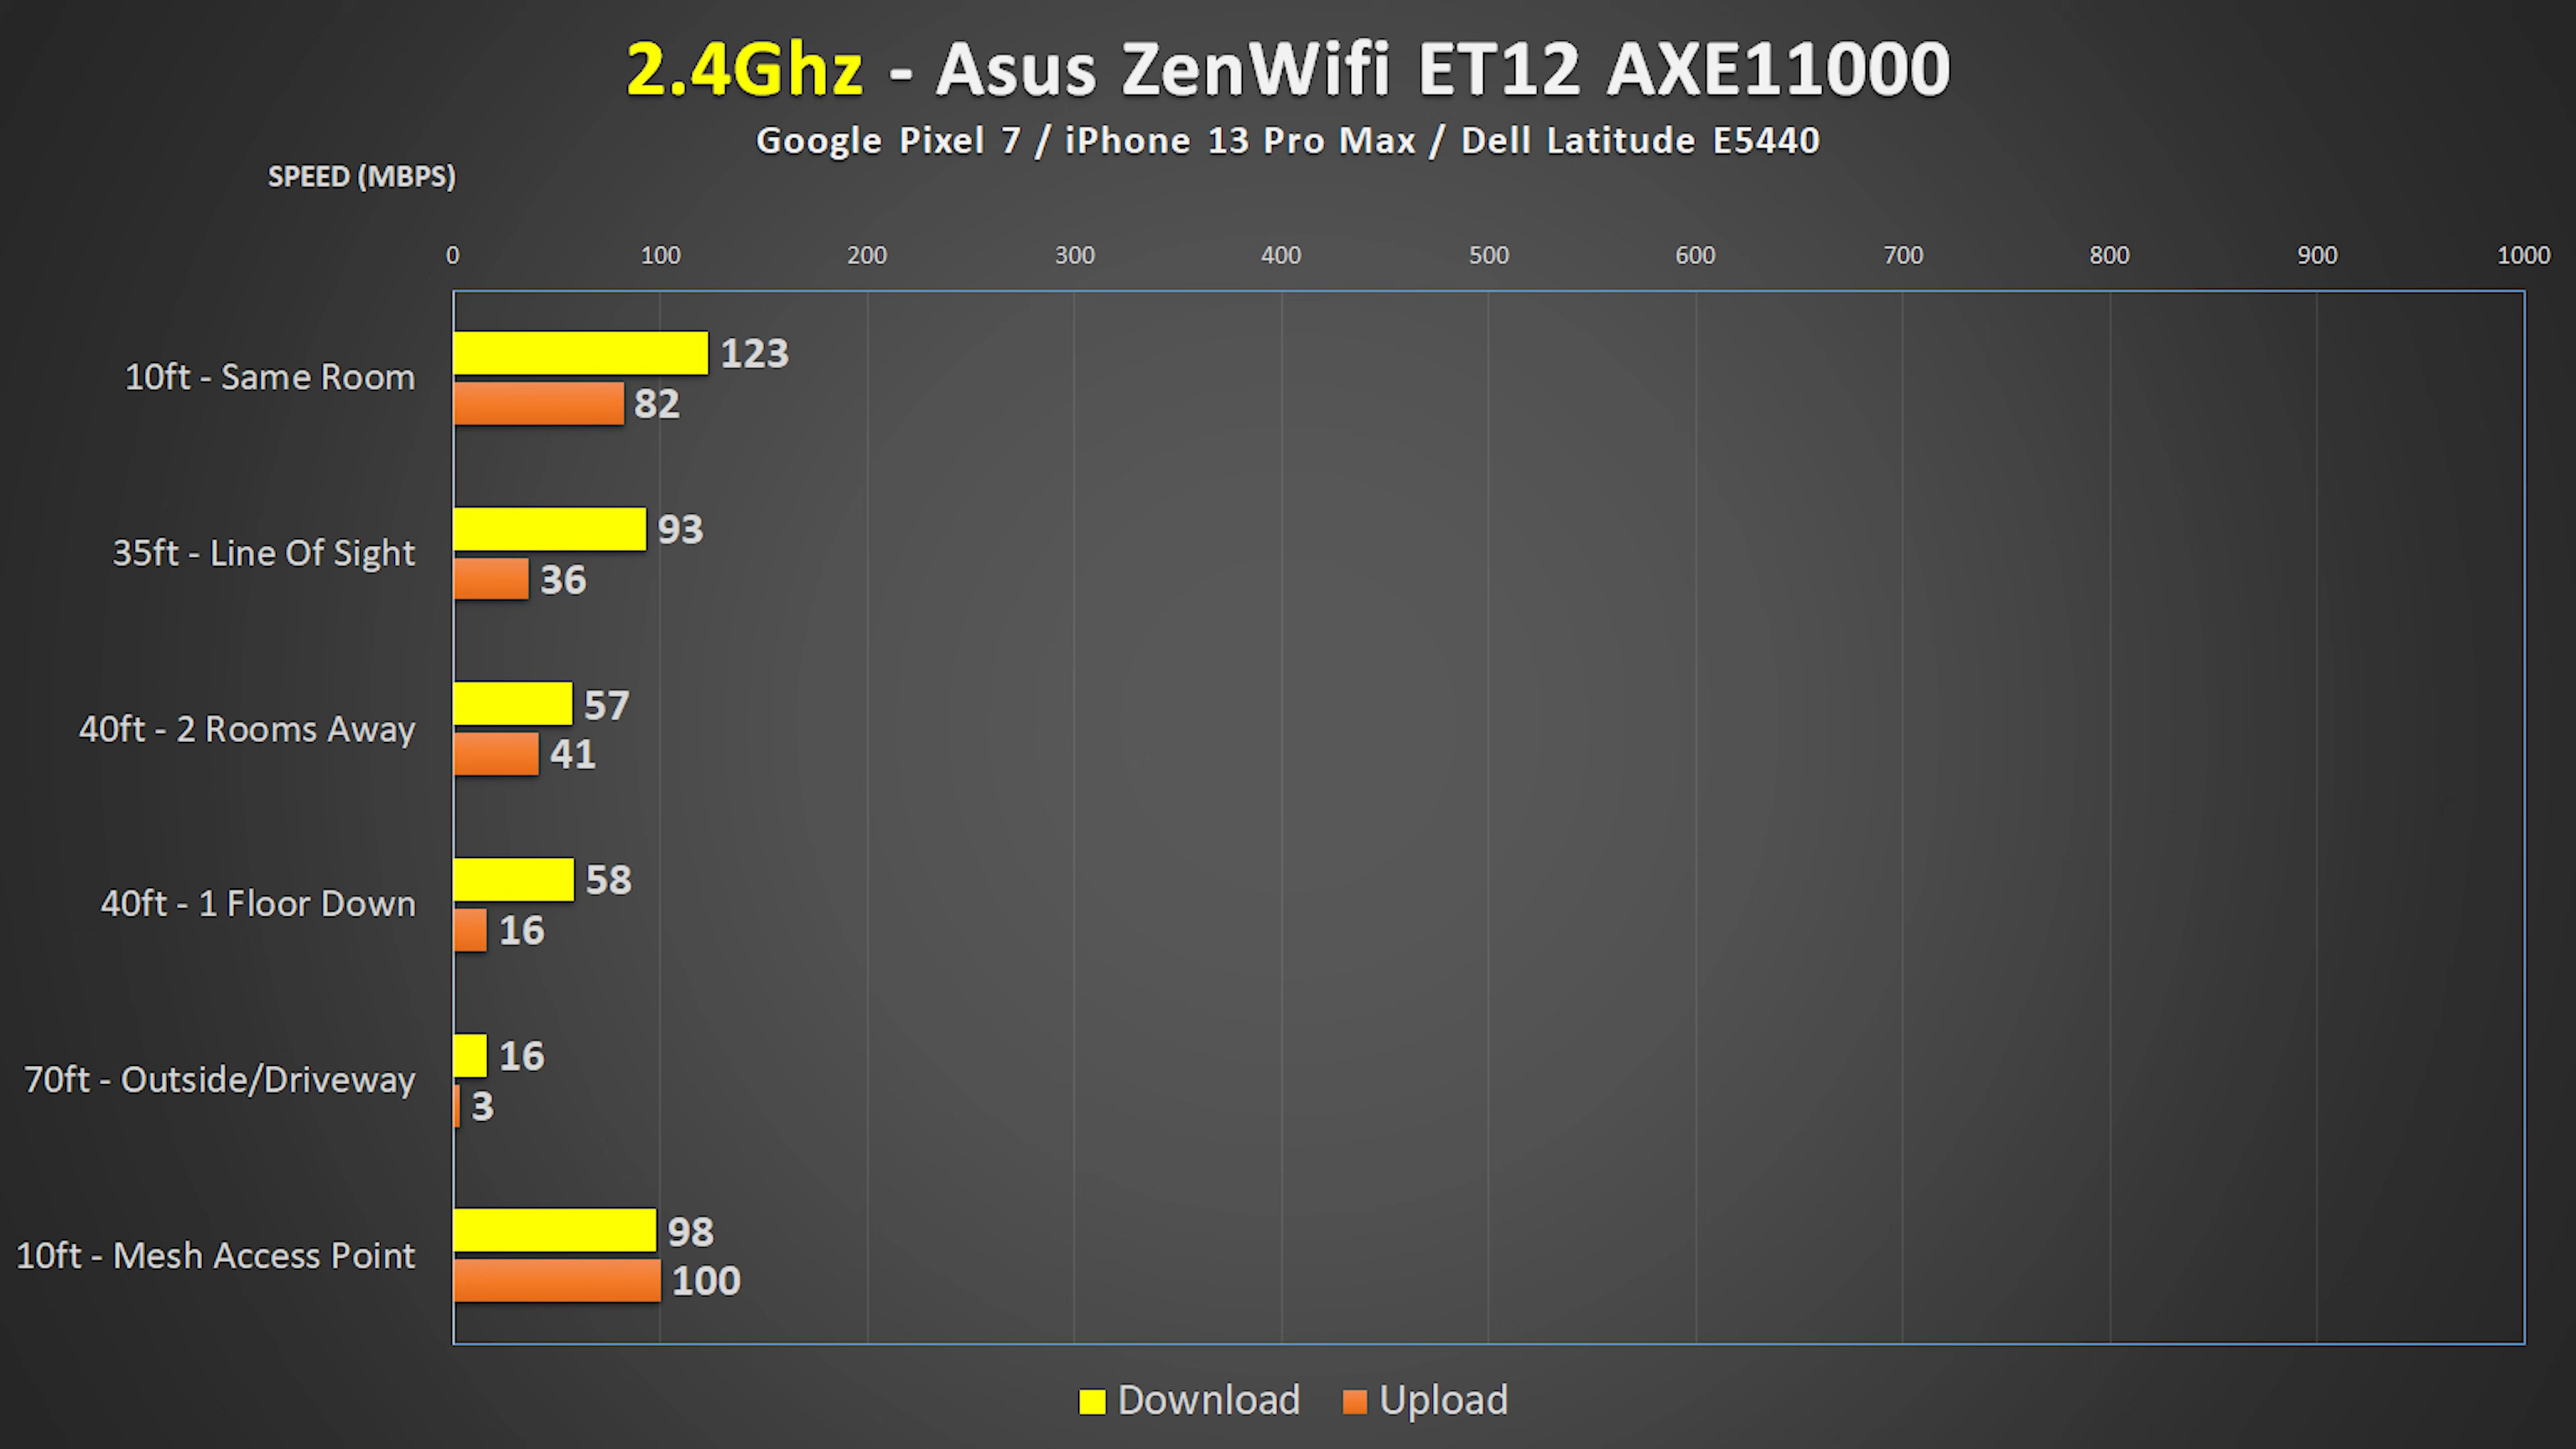 2.4Ghz - Asus ZenWifi ET12 AXE11000
Google Pixel 7 / iPhone 13 Pro Max / Dell Latitude E5440
SPEED (MBPS)
0 100 200 300 400 500 600 700 800 900 1000
10ft - Same Room
123
82
35ft - Line Of Sight
93
36
40ft - 2 Rooms Away
57
41
40ft - 1 Floor Down
58
16
70ft - Outside/Driveway
16
3
10ft - Mesh Access Point
98
100
Download Upload